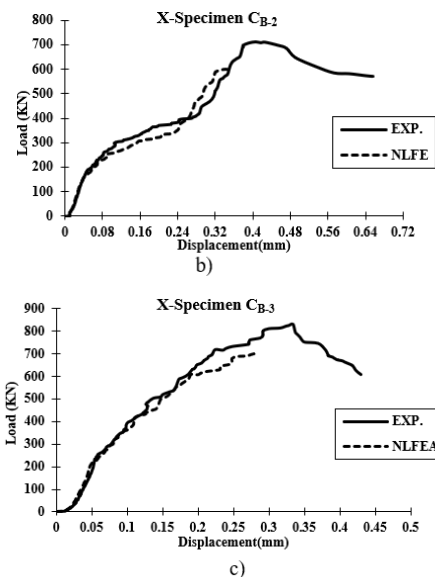 X-Specimen CB-2
800
700
600
500
400
300
200
100
0
Load (KN)
EXP.
NLFE
0 0.08 0.16 0.24 0.32 0.4 0.48 0.56 0.64 0.72
Displacement(mm)
b)
X-Specimen CB-3
900
800
700
600
500
400
300
200
100
0
Load (KN)
EXP.
NLFEA
0 0.05 0.1 0.15 0.2 0.25 0.3 0.35 0.4 0.45 0.5
Displacement(mm)
c)